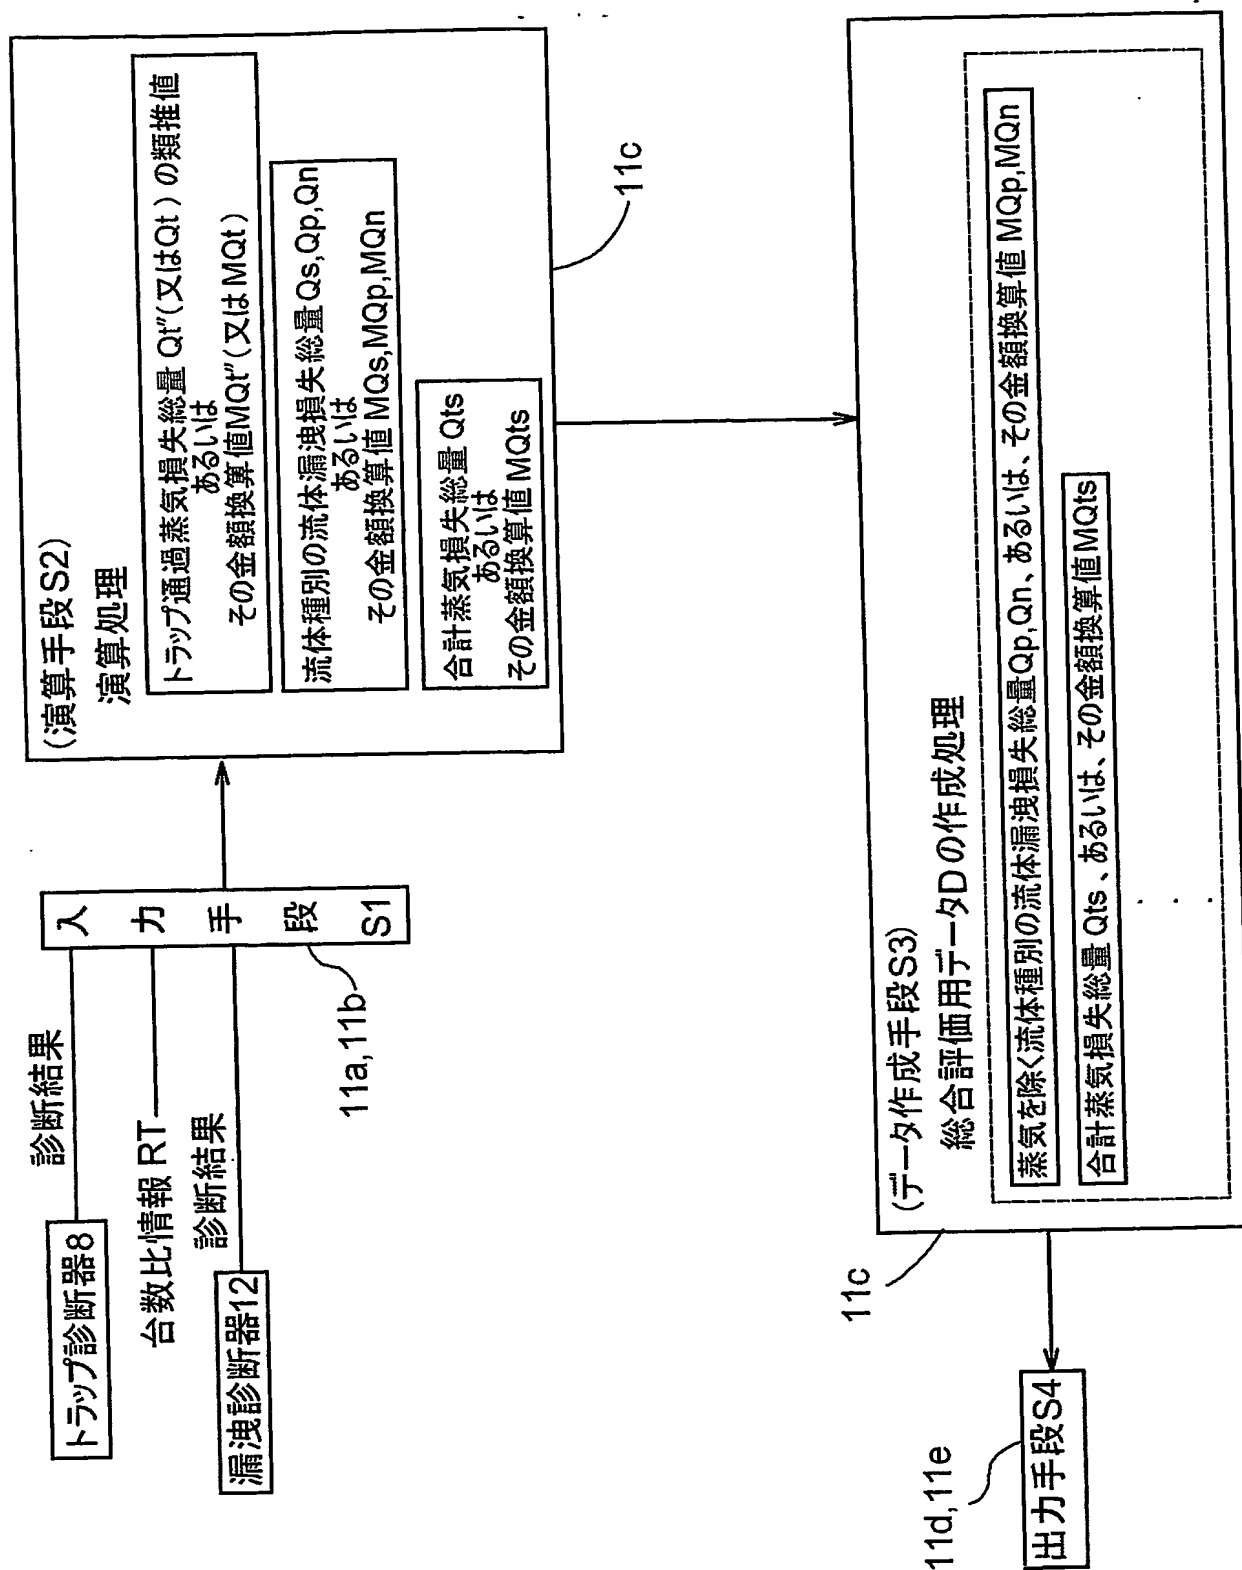 トラップ診断器8
診断結果
台数比情報 RT
漏洩診断器12
診断結果
入力手段 S1
11a,11b
(演算手段S2)
演算処理
トラップ通過蒸気損失総量 Qt"(又はQt) の類推値
あるいは
その金額換算値MQt"(又は MQt)
流体種別の流体漏洩損失総量 Qs,Qp,Qn
あるいは
その金額換算値 MQs,MQp,MQn
合計蒸気損失総量 Qts
あるいは
その金額換算値 MQts
11c
(データ作成手段S3)
総合評価用データDの作成処理
蒸気を除く流体種別の流体漏洩損失総量Qp,Qn、あるいは、その金額換算値 MQp,MQn
合計蒸気損失総量 Qts、あるいは、その金額換算値MQts
. . .
11c
11d,11e
出力手段S4